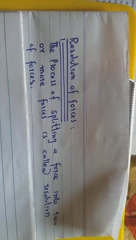 Resolution of forces:
The Process of splitting a force into two
or more forces is called resolution
of forces.